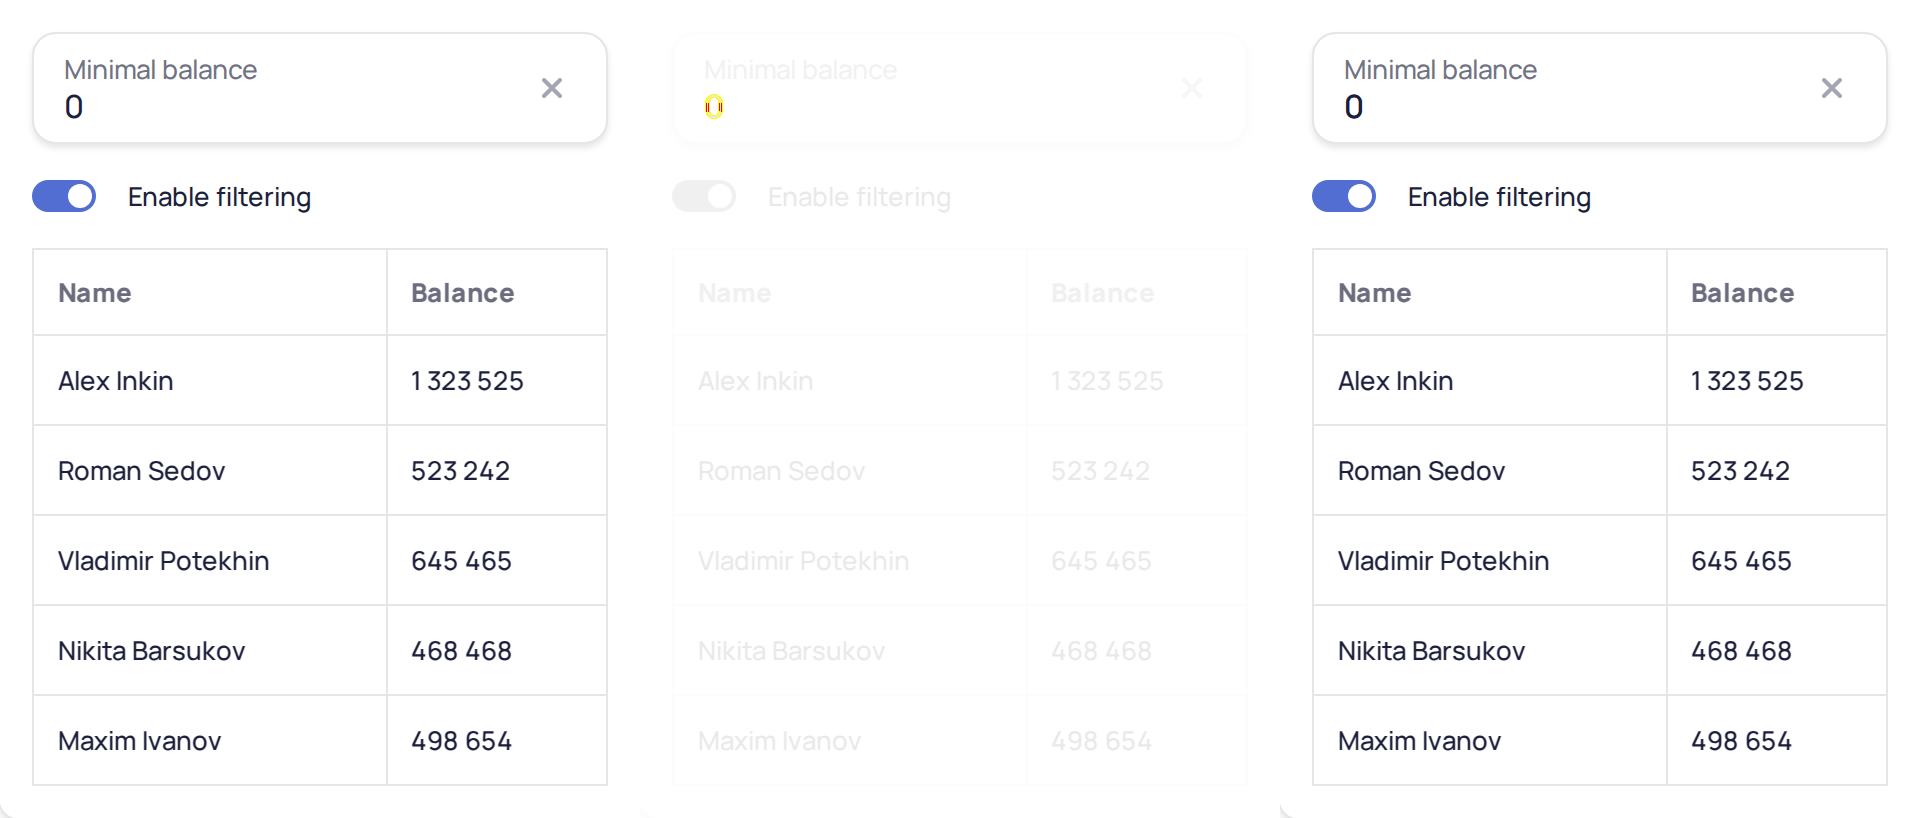 Minimal balance
0
Enable filtering
Name Balance
Alex Inkin 1 323 525
Roman Sedov 523 242
Vladimir Potekhin 645 465
Nikita Barsukov 468 468
Maxim Ivanov 498 654
Minimal balance
0
Enable filtering
Name Balance
Alex Inkin 1 323 525
Roman Sedov 523 242
Vladimir Potekhin 645 465
Nikita Barsukov 468 468
Maxim Ivanov 498 654
Minimal balance
0
Enable filtering
Name Balance
Alex Inkin 1 323 525
Roman Sedov 523 242
Vladimir Potekhin 645 465
Nikita Barsukov 468 468
Maxim Ivanov 498 654